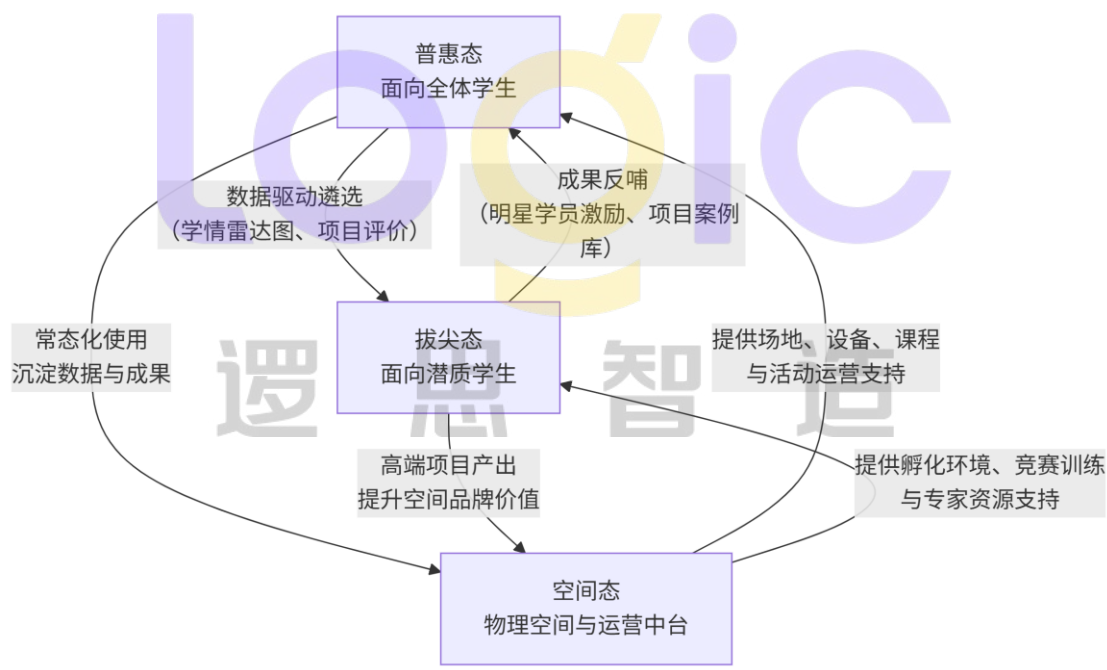 普惠态
面向全体学生
数据驱动遴选
（学情雷达图、项目评价）
成果反哺
（明星学员激励、项目案例
库）
常态化使用
沉淀数据与成果
拔尖态
面向潜质学生
提供场地、设备、课程
与活动运营支持
高端项目产出
提升空间品牌价值
提供孵化环境、竞赛训练
与专家资源支持
空间态
物理空间与运营中台
Logic
逻思智造